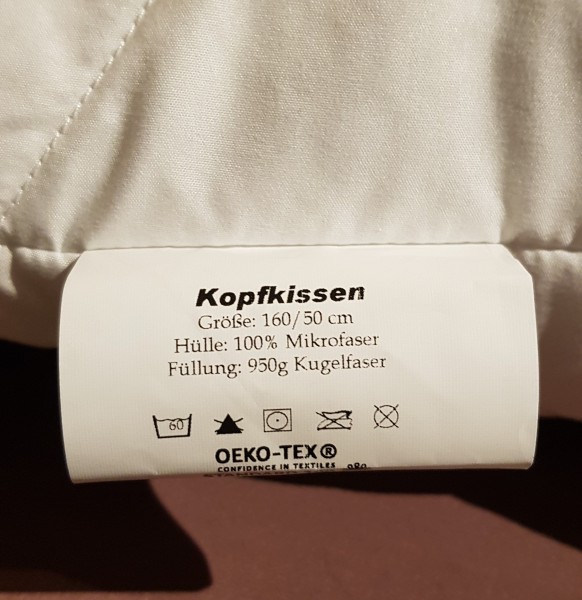 Kopfkissen
Größe: 160/50 cm
Hülle: 100% Mikrofaser
Füllung: 950g Kugelfaser
60
OEKO-TEX®
CONFIDENCE IN TEXTILES